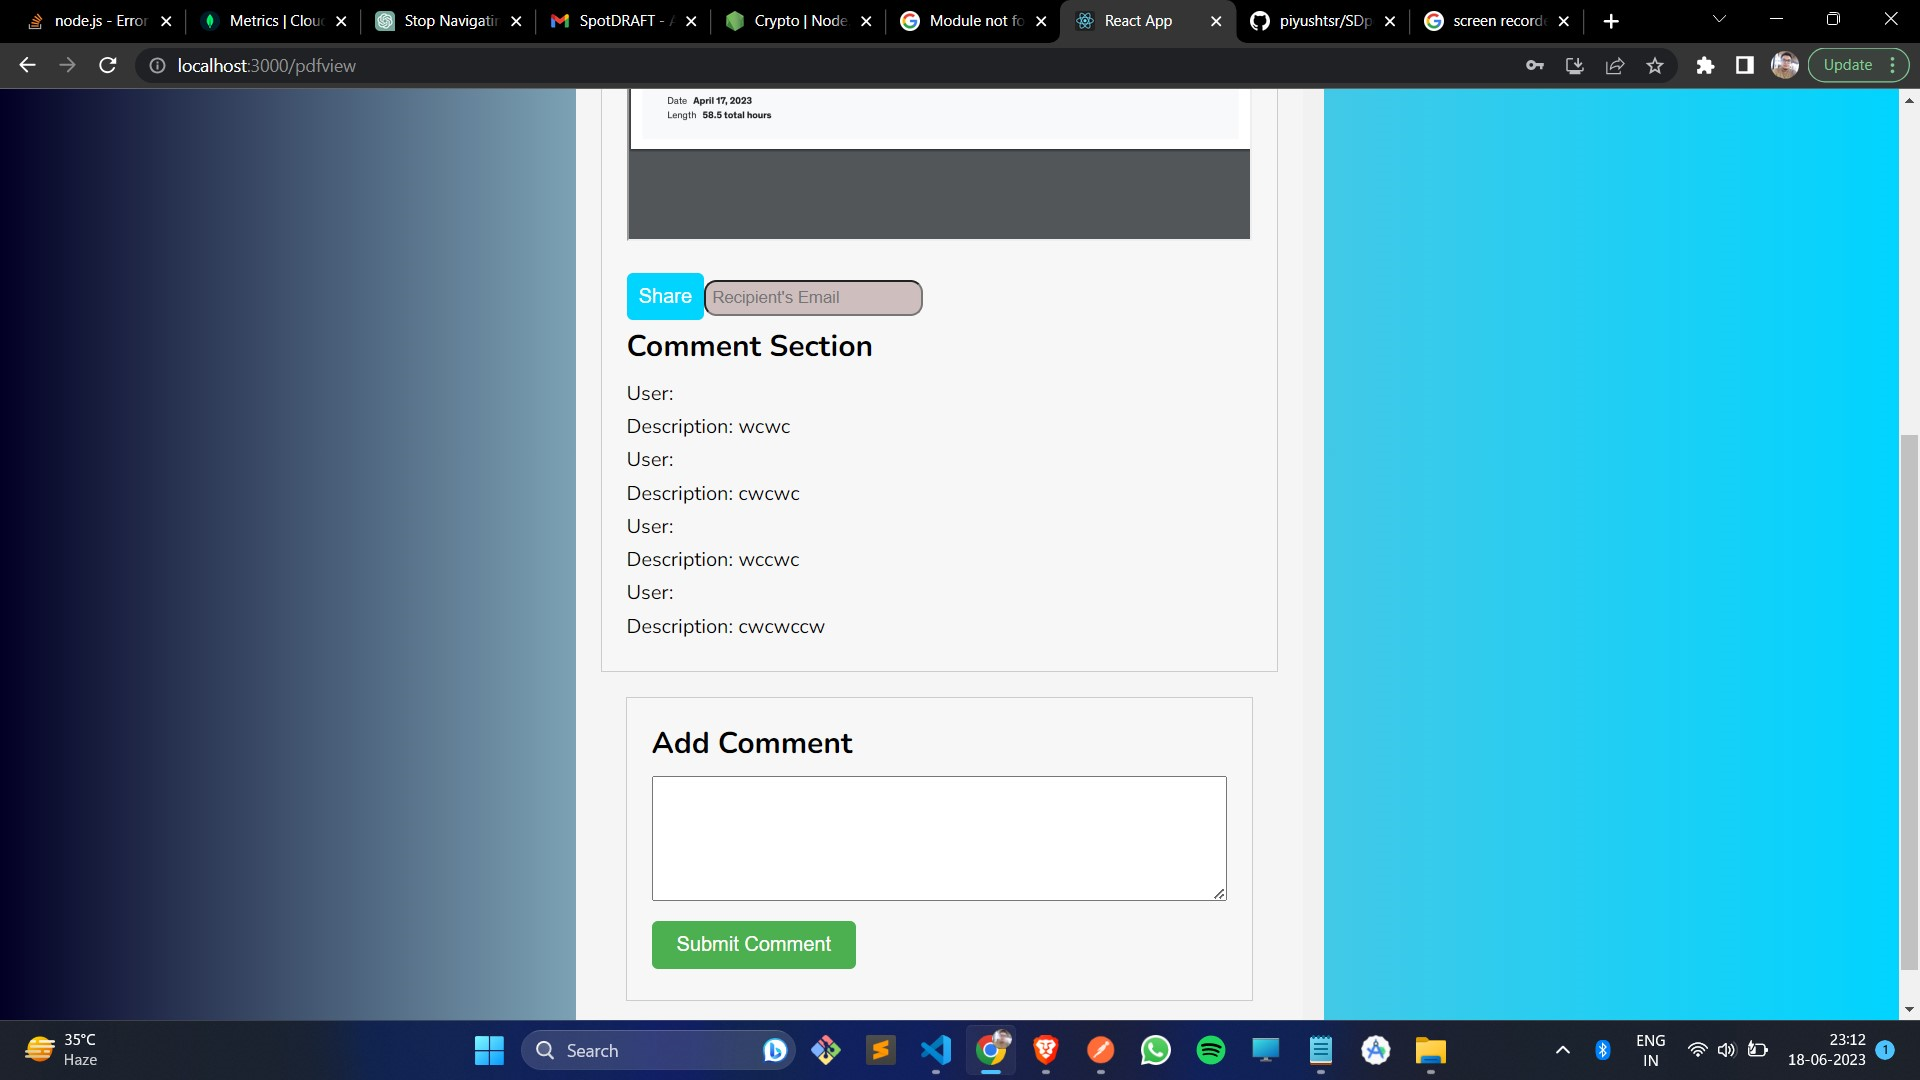 node.js - Error
Metrics | Clou
Stop Navigatin
SpotDRAFT - A
Crypto | Node
Module not fo
React App
piyushtsr/SDp
screen recorde
localhost:3000/pdfview
Update
Date April 17, 2023
Length 58.5 total hours
Share Recipient's Email
Comment Section
User:
Description: wcwc
User:
Description: cwcwc
User:
Description: wccwc
User:
Description: cwcwccw
Add Comment
Submit Comment
35°C
Haze
Search
ENG
IN
23:12
18-06-2023
1